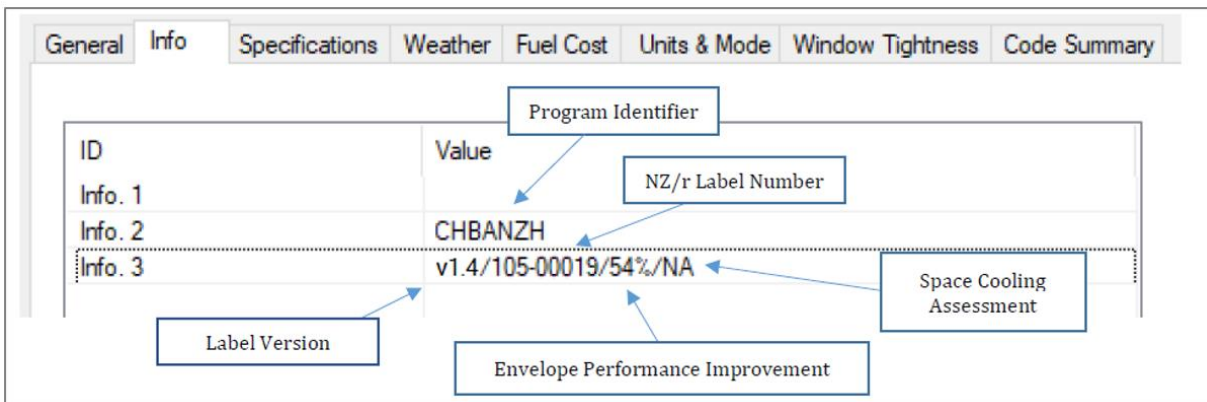 General Info Specifications Weather Fuel Cost Units & Mode Window Tightness Code Summary
Program Identifier
ID Value
NZ/r Label Number
Info. 1
Info. 2 CHBANZH
Info. 3 v1.4/105-00019/54%/NA
Space Cooling
Assessment
Label Version
Envelope Performance Improvement